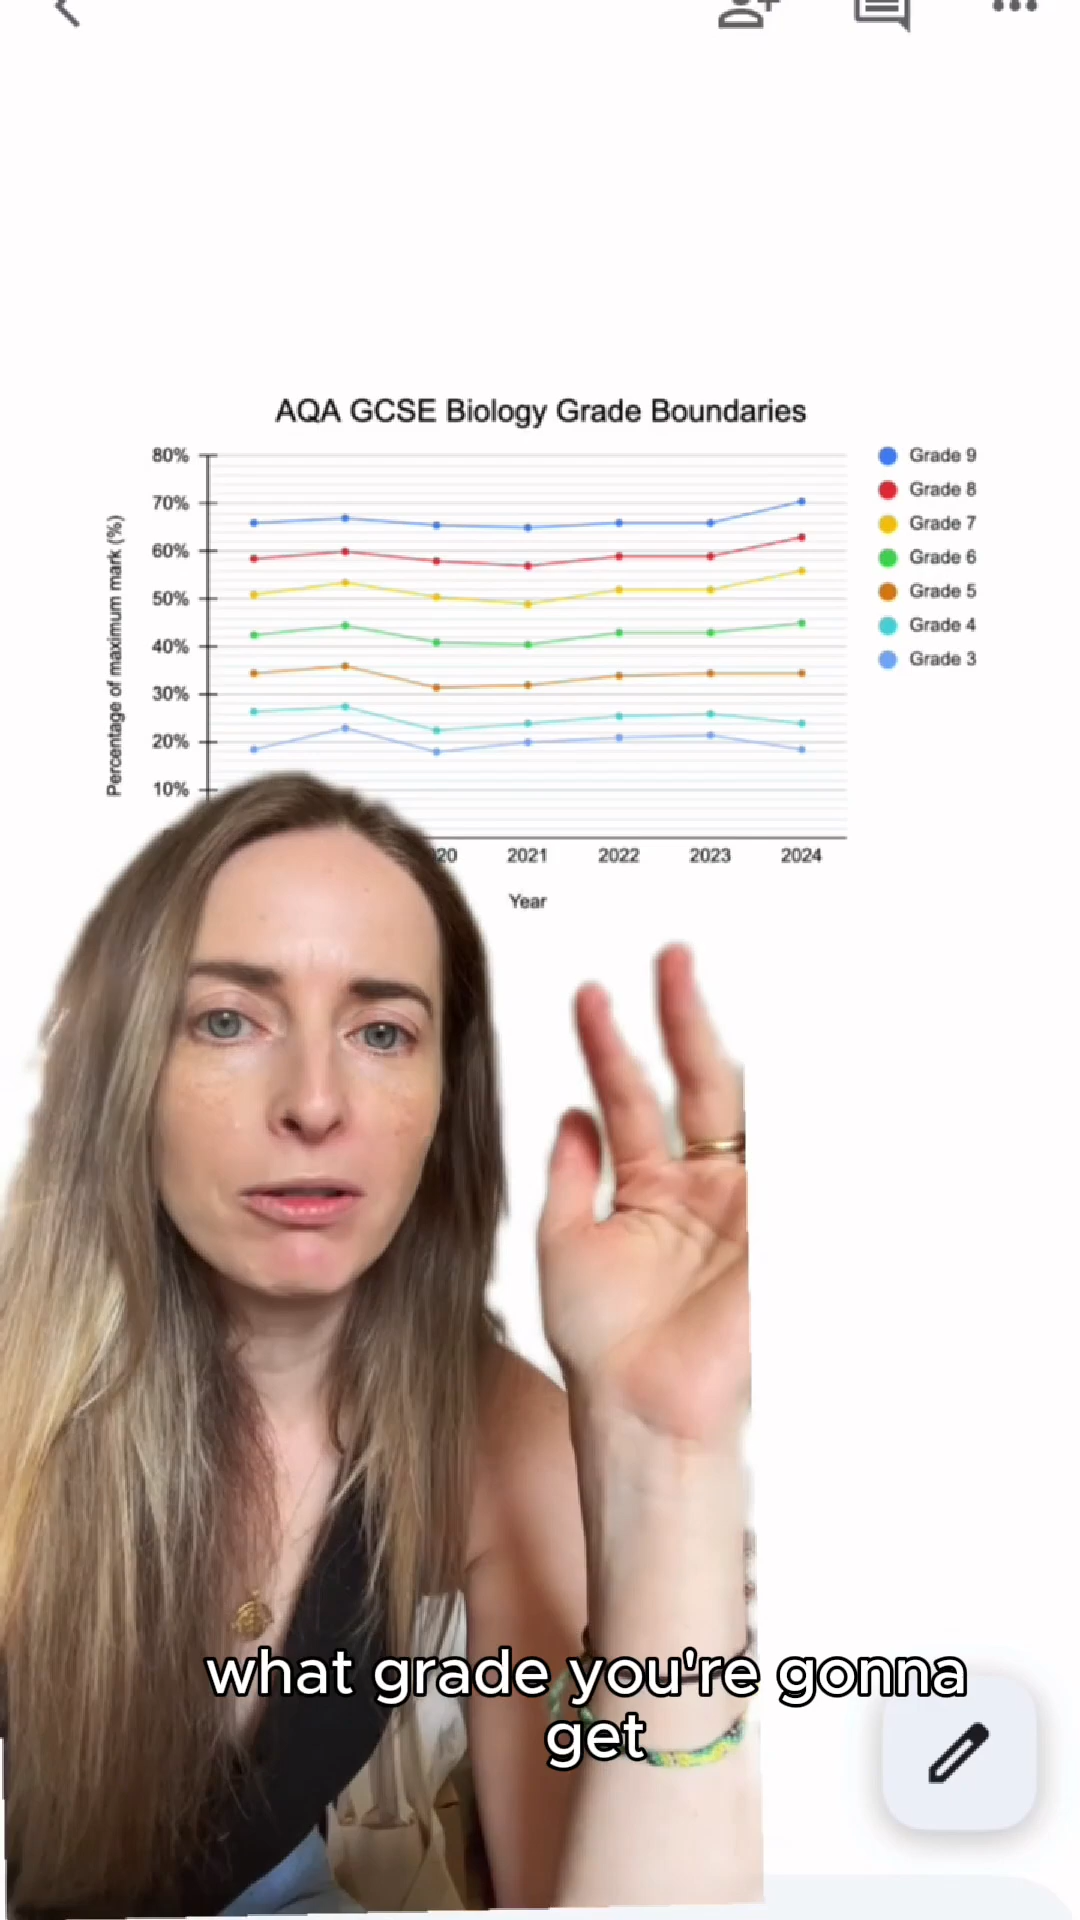 AQA GCSE Biology Grade Boundaries
80%
70%
60%
50%
40%
30%
20%
10%
Percentage of maximum mark (%)
Grade 9
Grade 8
Grade 7
Grade 6
Grade 5
Grade 4
Grade 3
20
2021
2022
2023
2024
Year
what grade you're gonna
get